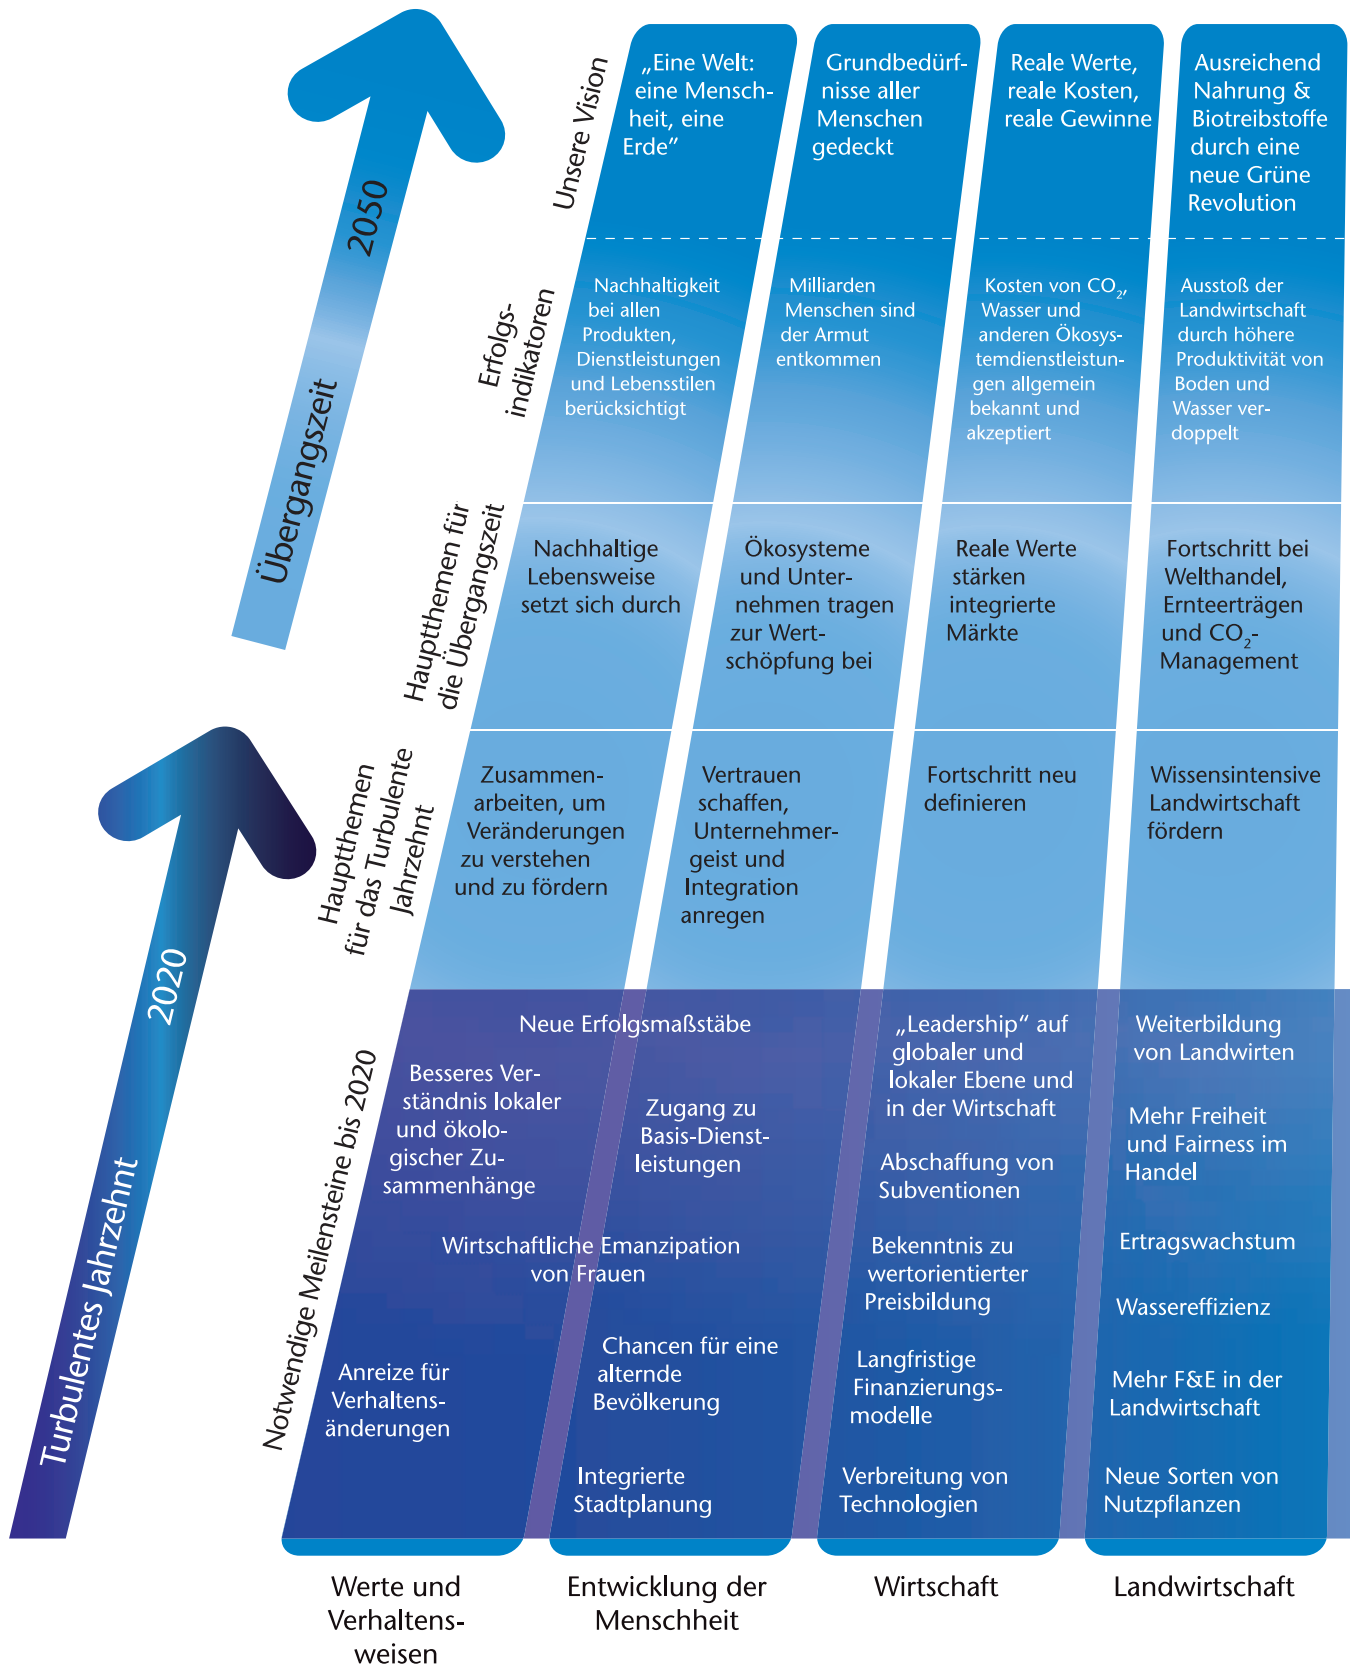 2050
Übergangszeit
2020
Turbulentes Jahrzehnt
Unsere Vision
„Eine Welt:
eine Mensch-
heit, eine
Erde”
Grundbedürf-
nisse aller
Menschen
gedeckt
Reale Werte,
reale Kosten,
reale Gewinne
Ausreichend
Nahrung &
Biotreibstoffe
durch eine
neue Grüne
Revolution
Erfolgs-
indikatoren
Nachhaltigkeit
bei allen
Produkten,
Dienstleistungen
und Lebensstilen
berücksichtigt
Milliarden
Menschen sind
der Armut
entkommen
Kosten von CO₂,
Wasser und
anderen Ökosys-
temdienstleistun-
gen allgemein
bekannt und
akzeptiert
Ausstoß der
Landwirtschaft
durch höhere
Produktivität von
Boden und
Wasser ver-
doppelt
Hauptthemen für
die Übergangszeit
Nachhaltige
Lebensweise
setzt sich durch
Ökosysteme
und Unter-
nehmen tragen
zur Wert-
schöpfung bei
Reale Werte
stärken
integrierte
Märkte
Fortschritt bei
Welthandel,
Ernteerträgen
und CO₂-
Management
Hauptthemen
für das Turbulente
Jahrzehnt
Zusammen-
arbeiten, um
Veränderungen
zu verstehen
und zu fördern
Vertrauen
schaffen,
Unternehmer-
geist und
Integration
anregen
Fortschritt neu
definieren
Wissensintensive
Landwirtschaft
fördern
Notwendige Meilensteine bis 2020
Neue Erfolgsmaßstäbe
Besseres Ver-
ständnis lokaler
und ökolo-
gischer Zu-
sammenhänge
Zugang zu
Basis-Dienst-
leistungen
Wirtschaftliche Emanzipation
von Frauen
Anreize für
Verhaltens-
änderungen
Chancen für eine
alternde
Bevölkerung
Integrierte
Stadtplanung
„Leadership“ auf
globaler und
lokaler Ebene und
in der Wirtschaft
Abschaffung von
Subventionen
Bekenntnis zu
wertorientierter
Preisbildung
Langfristige
Finanzierungs-
modelle
Verbreitung von
Technologien
Weiterbildung
von Landwirten
Mehr Freiheit
und Fairness im
Handel
Ertragswachstum
Wassereffizienz
Mehr F&E in der
Landwirtschaft
Neue Sorten von
Nutzpflanzen
Werte und
Verhaltens-
weisen
Entwicklung der
Menschheit
Wirtschaft
Landwirtschaft